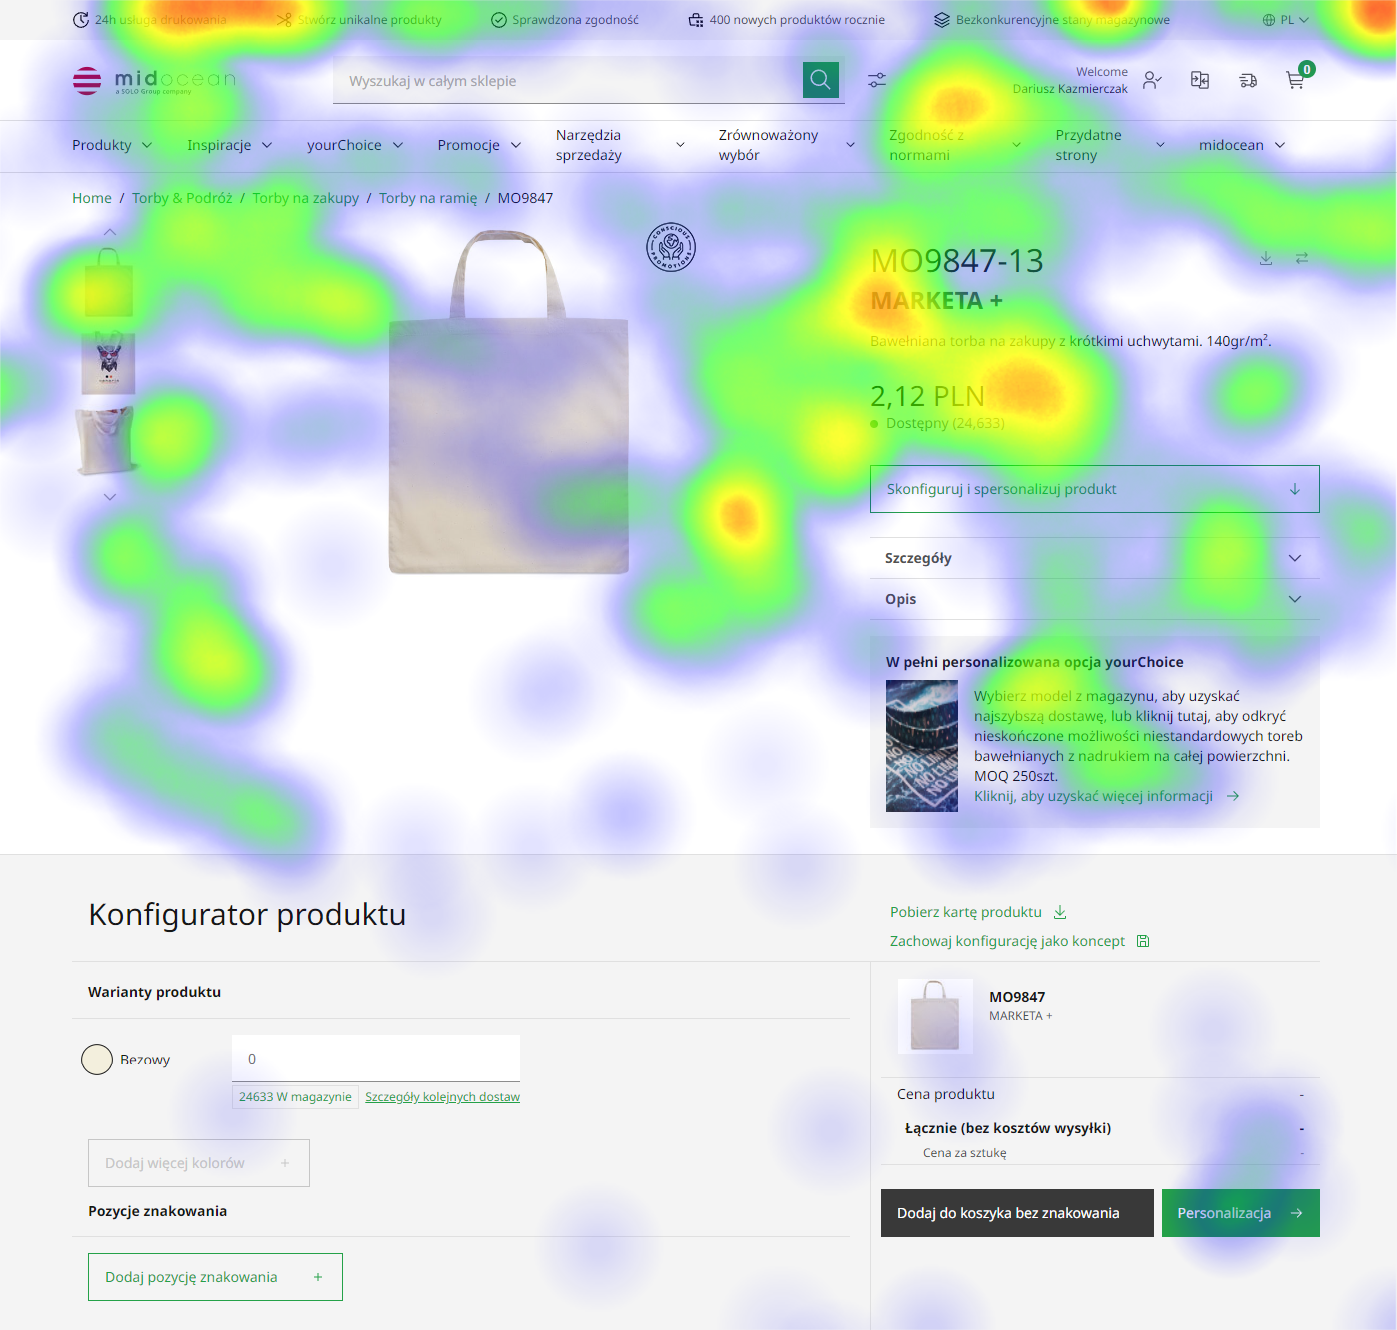 24h usługa drukowania
Stwórz unikalne produkty
Sprawdzona zgodność
400 nowych produktów rocznie
Bezkonkurencyjne stany magazynowe
PL
midocean
a SOLO Group company
Wyszukaj w całym sklepie
Welcome
Dariusz Kazmierczak
0
Produkty
Inspiracje
yourChoice
Promocje
Narzędzia sprzedaży
Zrównoważony wybór
Zgodność z normami
Przydatne strony
midocean
Home / Torby & Podróż / Torby na zakupy / Torby na ramię / MO9847
CONSCIOUS PROMOTIONS
MO9847-13
MARKETA +
Bawełniana torba na zakupy z krótkimi uchwytami. 140gr/m².
2,12 PLN
Dostępny (24,633)
Skonfiguruj i spersonalizuj produkt
Szczegóły
Opis
W pełni personalizowana opcja yourChoice
Wybierz model z magazynu, aby uzyskać
najszybszą dostawę, lub kliknij tutaj, aby odkryć
nieskończone możliwości niestandardowych toreb
bawełnianych z nadrukiem na całej powierzchni.
MOQ 250szt.
Kliknij, aby uzyskać więcej informacji
Konfigurator produktu
Pobierz kartę produktu
Zachowaj konfigurację jako koncept
Warianty produktu
Bezowy
0
24633 W magazynie
Szczegóły kolejnych dostaw
Dodaj więcej kolorów +
Pozycje znakowania
Dodaj pozycję znakowania +
MO9847
MARKETA +
Cena produktu -
Łącznie (bez kosztów wysyłki) -
Cena za sztukę -
Dodaj do koszyka bez znakowania
Personalizacja